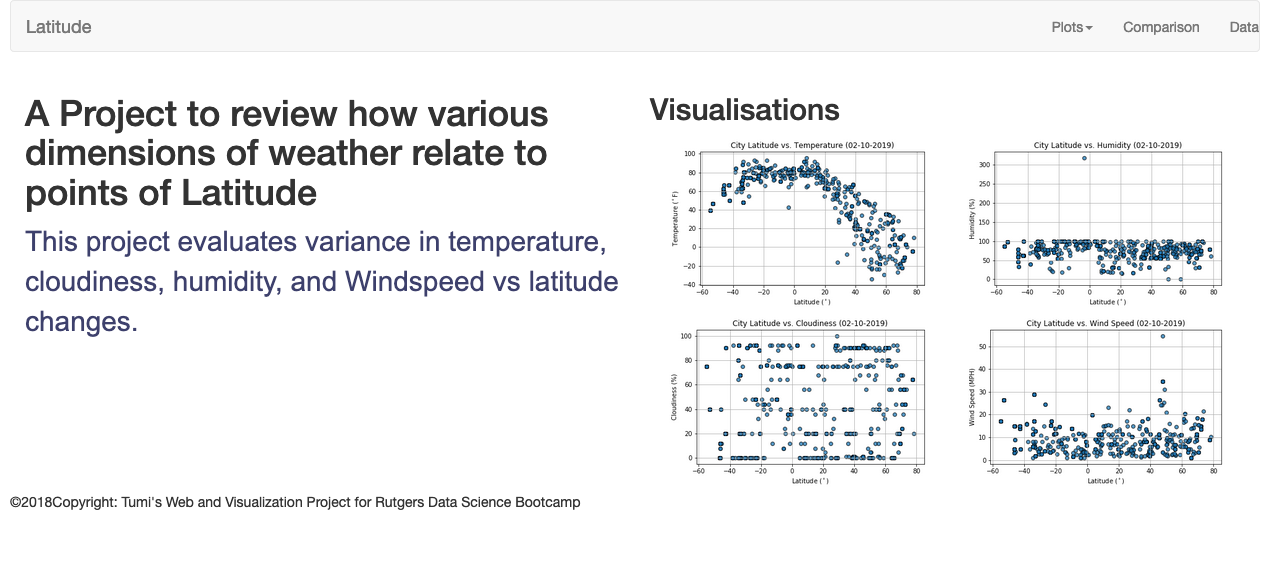 Latitude
Plots
Comparison
Data
A Project to review how various
dimensions of weather relate to
points of Latitude
This project evaluates variance in temperature,
cloudiness, humidity, and Windspeed vs latitude
changes.
Visualisations
City Latitude vs. Temperature (02-10-2019)
100
80
60
40
20
0
−20
−40
Temperature (°F)
−60 −40 −20 0 20 40 60 80
Latitude (°)
City Latitude vs. Humidity (02-10-2019)
300
250
200
150
100
50
0
Humidity (%)
−60 −40 −20 0 20 40 60 80
Latitude (°)
City Latitude vs. Cloudiness (02-10-2019)
100
80
60
40
20
0
Cloudiness (%)
−60 −40 −20 0 20 40 60 80
Latitude (°)
City Latitude vs. Wind Speed (02-10-2019)
50
40
30
20
10
0
Wind Speed (MPH)
−60 −40 −20 0 20 40 60 80
Latitude (°)
©2018Copyright: Tumi's Web and Visualization Project for Rutgers Data Science Bootcamp